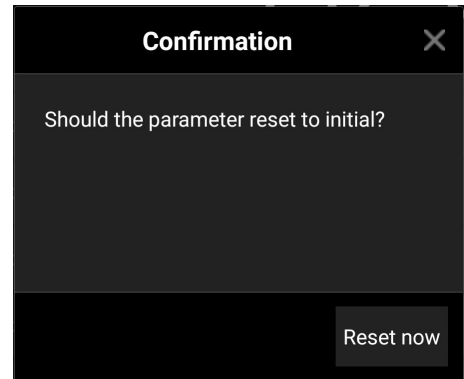 Confirmation
Should the parameter reset to initial?
Reset now